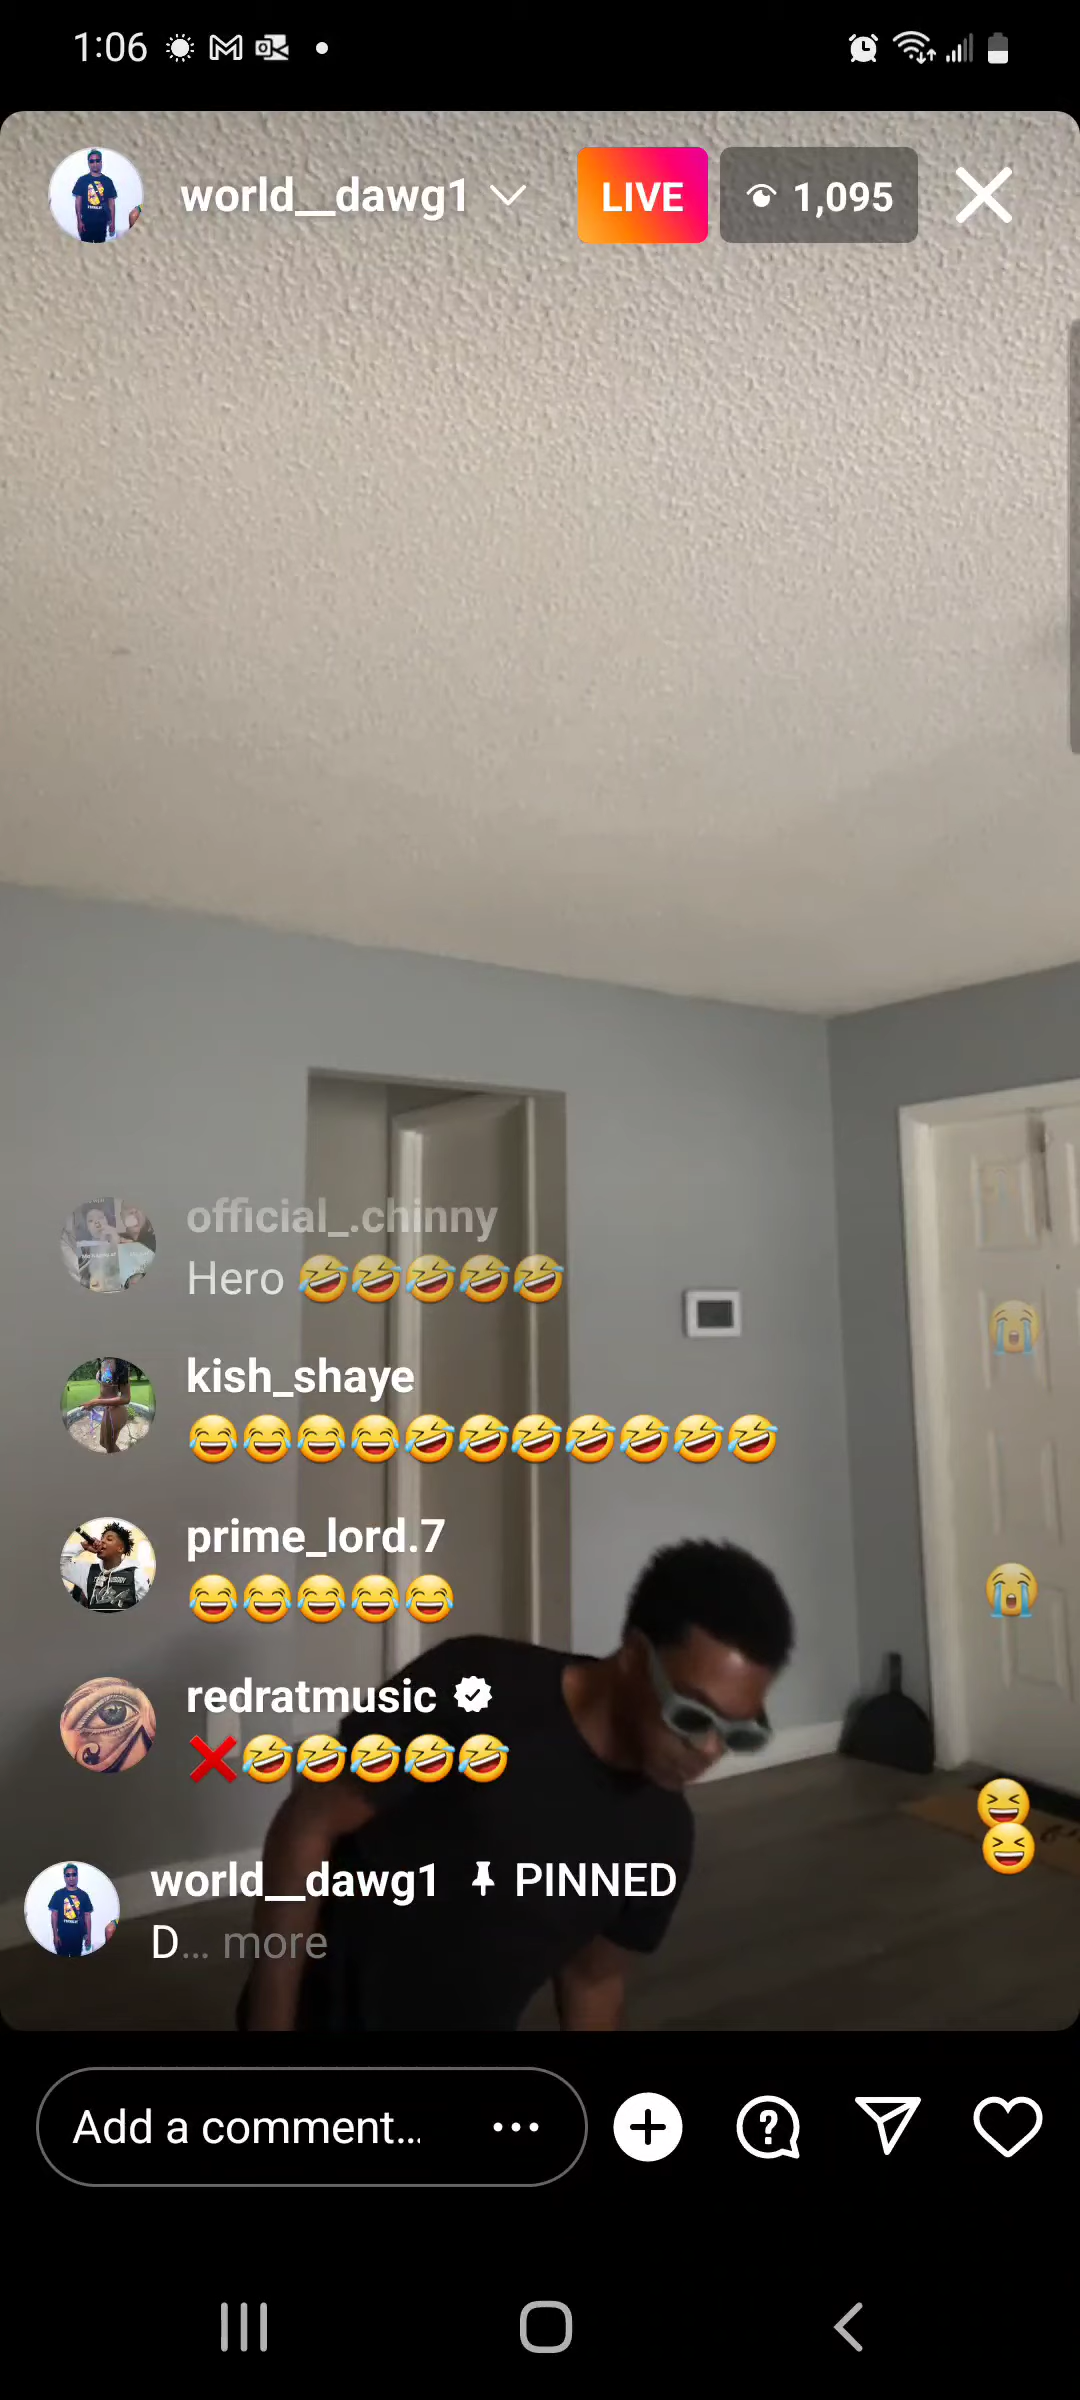 1:06
world__dawg1
LIVE
1,095
official_.chinny
Hero 🤣🤣🤣🤣🤣
kish_shaye
😂😂😂😂🤣🤣🤣🤣🤣🤣🤣
prime_lord.7
😂😂😂😂😂
redratmusic
❌🤣🤣🤣🤣🤣
world__dawg1 PINNED
D... more
Add a comment...